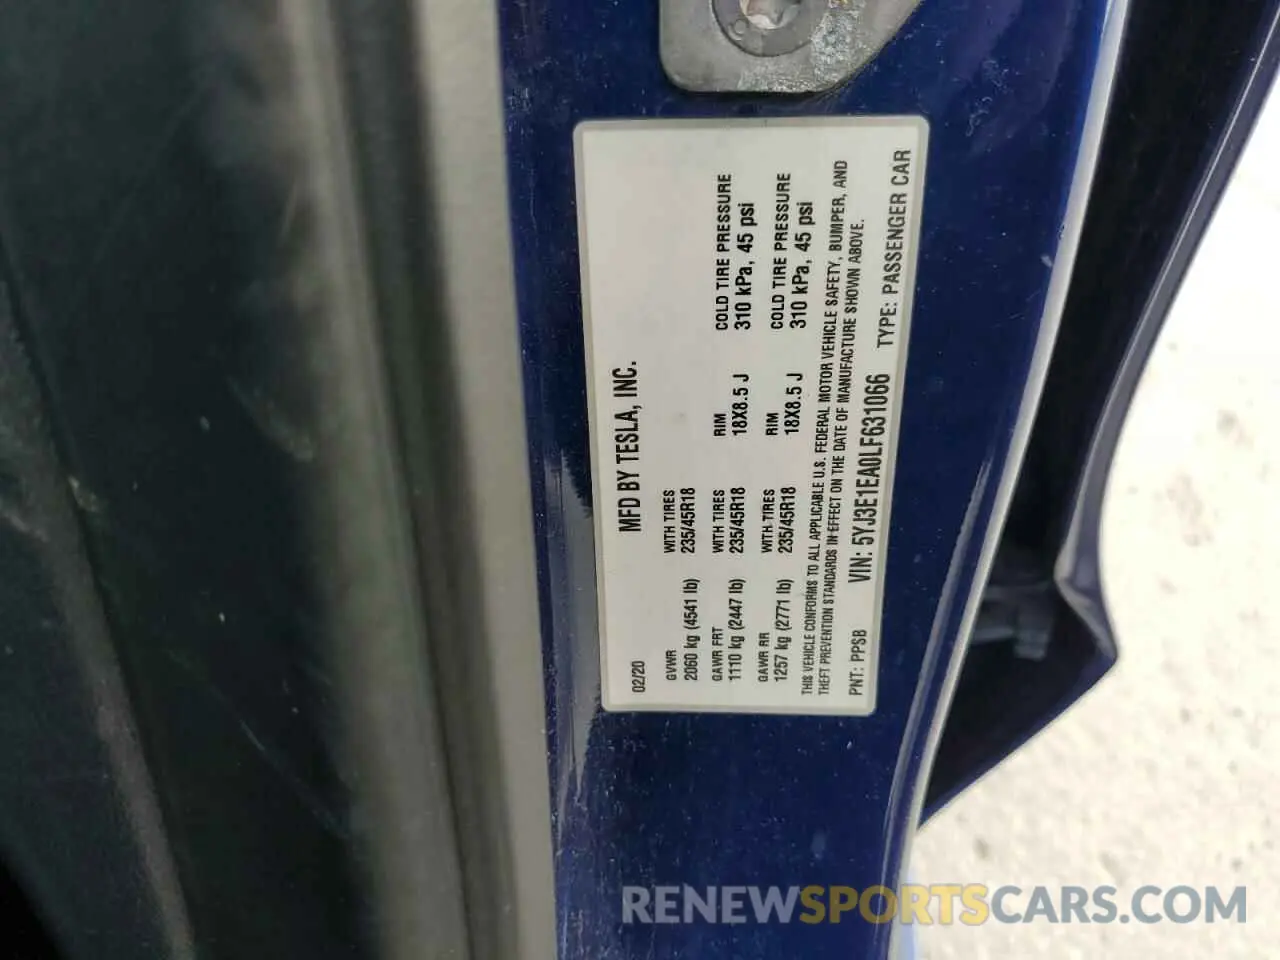 MFD BY TESLA, INC.
02/20
GVWR
2060 kg (4541 lb)
WITH TIRES
235/45R18
GAWR FRT
1110 kg (2447 lb)
WITH TIRES
235/45R18
RIM
18X8.5 J
COLD TIRE PRESSURE
310 kPa, 45 psi
GAWR RR
1257 kg (2771 lb)
WITH TIRES
235/45R18
RIM
18X8.5 J
COLD TIRE PRESSURE
310 kPa, 45 psi
THIS VEHICLE CONFORMS TO ALL APPLICABLE U.S. FEDERAL MOTOR VEHICLE SAFETY, BUMPER, AND
THEFT PREVENTION STANDARDS IN EFFECT ON THE DATE OF MANUFACTURE SHOWN ABOVE.
PNT: PPSB VIN: 5YJ3E1EA0LF631066 TYPE: PASSENGER CAR
RENEWSPORTSCARS.COM